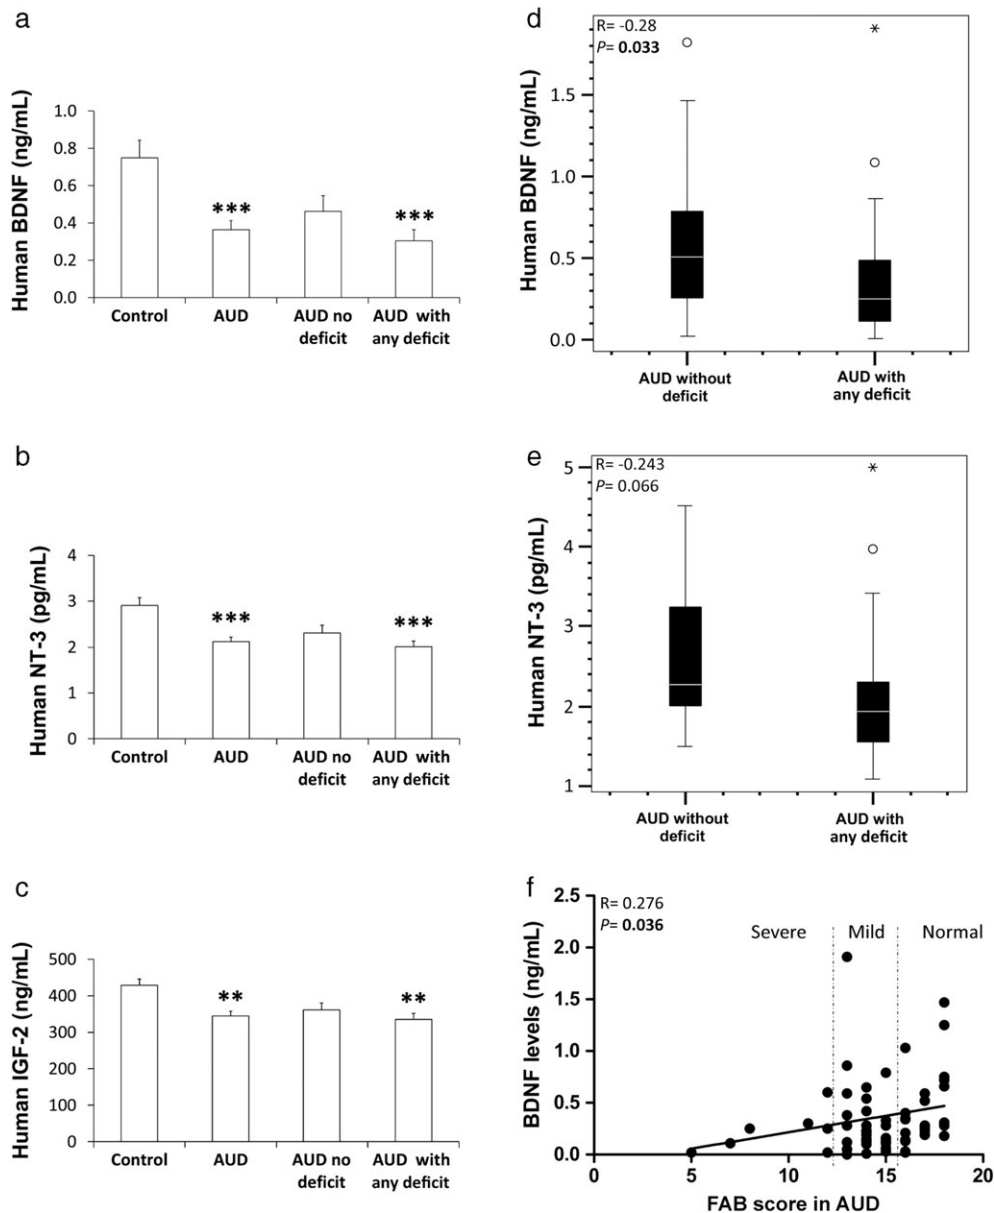 a
Human BDNF (ng/mL)
1.0
0.8
0.6
0.4
0.2
0.0
***
***
Control
AUD
AUD no
deficit
AUD with
any deficit
d
R= -0.28
P= 0.033
Human BDNF (ng/mL)
1.5
1.0
0.5
0.0
*
AUD without
deficit
AUD with
any deficit
b
Human NT-3 (pg/mL)
4
3
2
1
0
***
***
Control
AUD
AUD no
deficit
AUD with
any deficit
e
R= -0.243
P= 0.066
Human NT-3 (pg/mL)
5
4
3
2
1
*
AUD without
deficit
AUD with
any deficit
c
Human IGF-2 (ng/mL)
500
400
300
200
100
0
**
**
Control
AUD
AUD no
deficit
AUD with
any deficit
f
R= 0.276
P= 0.036
Severe
Mild
Normal
BDNF levels (ng/mL)
2.5
2.0
1.5
1.0
0.5
0.0
0
5
10
15
20
FAB score in AUD